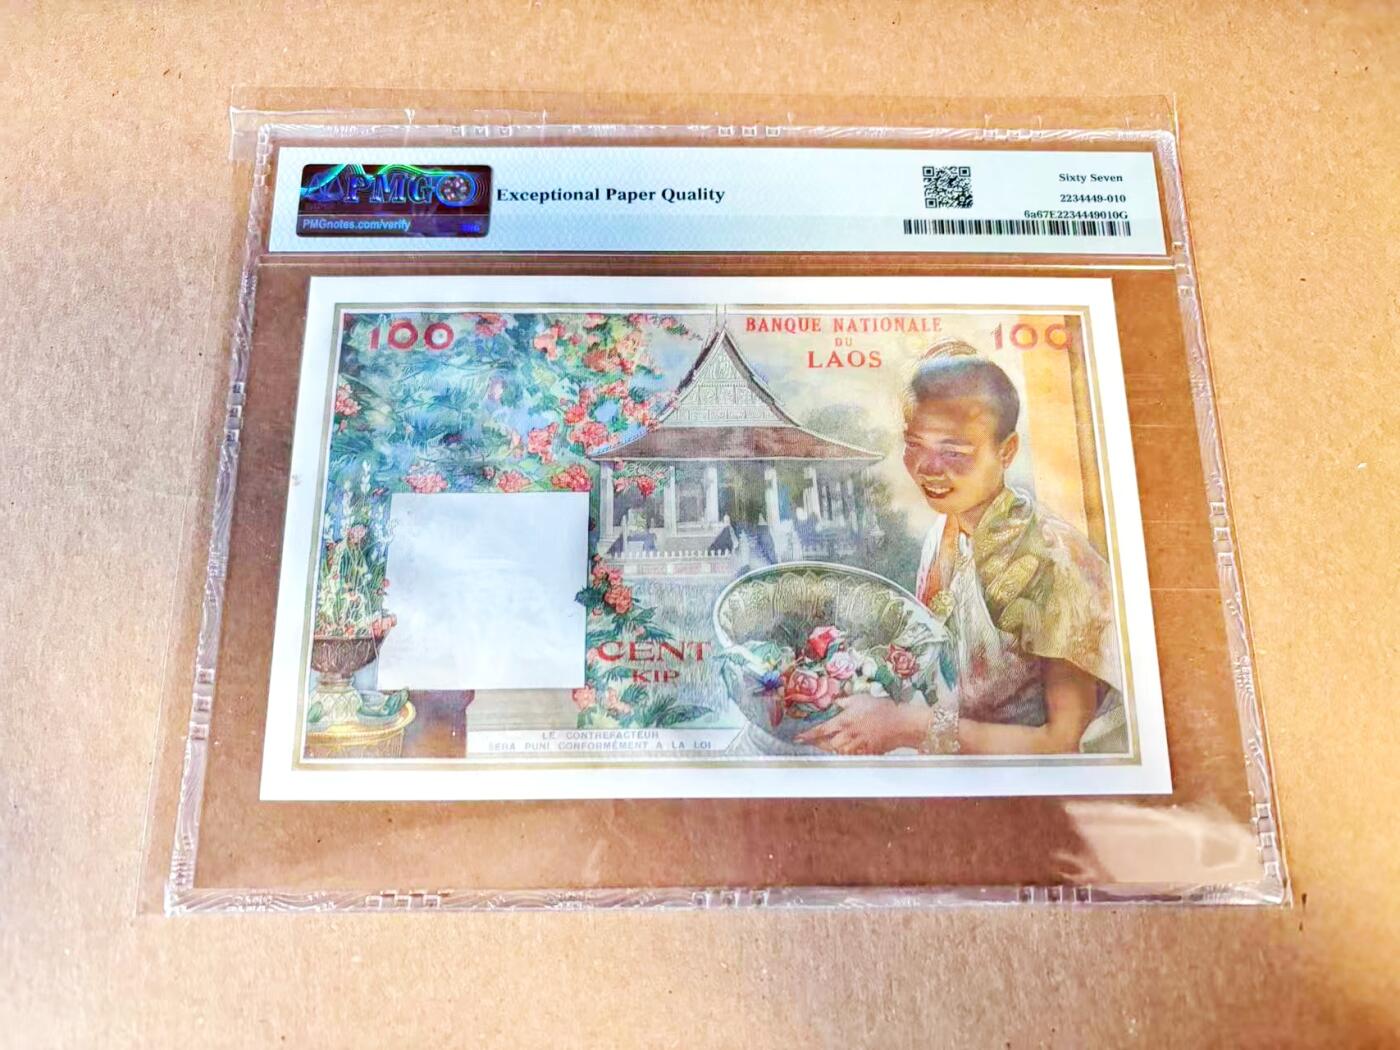 PMG
PMGnotes.com/verify
Exceptional Paper Quality
Sixty Seven
2234449-010
6a67E2234449010G
100
BANQUE NATIONALE
DU
LAOS
100
CENT
KIP
LE CONTREFACTEUR
SERA PUNI CONFORMÉMENT A LA LOI